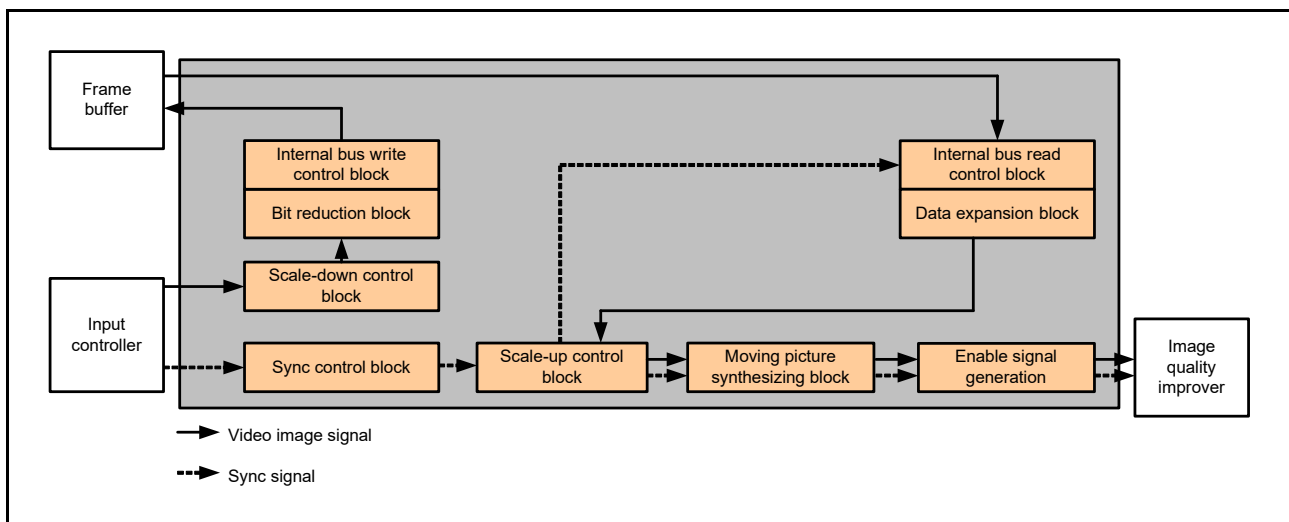 Frame
buffer
Internal bus write
control block
Bit reduction block
Internal bus read
control block
Data expansion block
Scale-down control
block
Input
controller
Sync control block
Scale-up control
block
Moving picture
synthesizing block
Enable signal
generation
Image
quality
improver
Video image signal
Sync signal